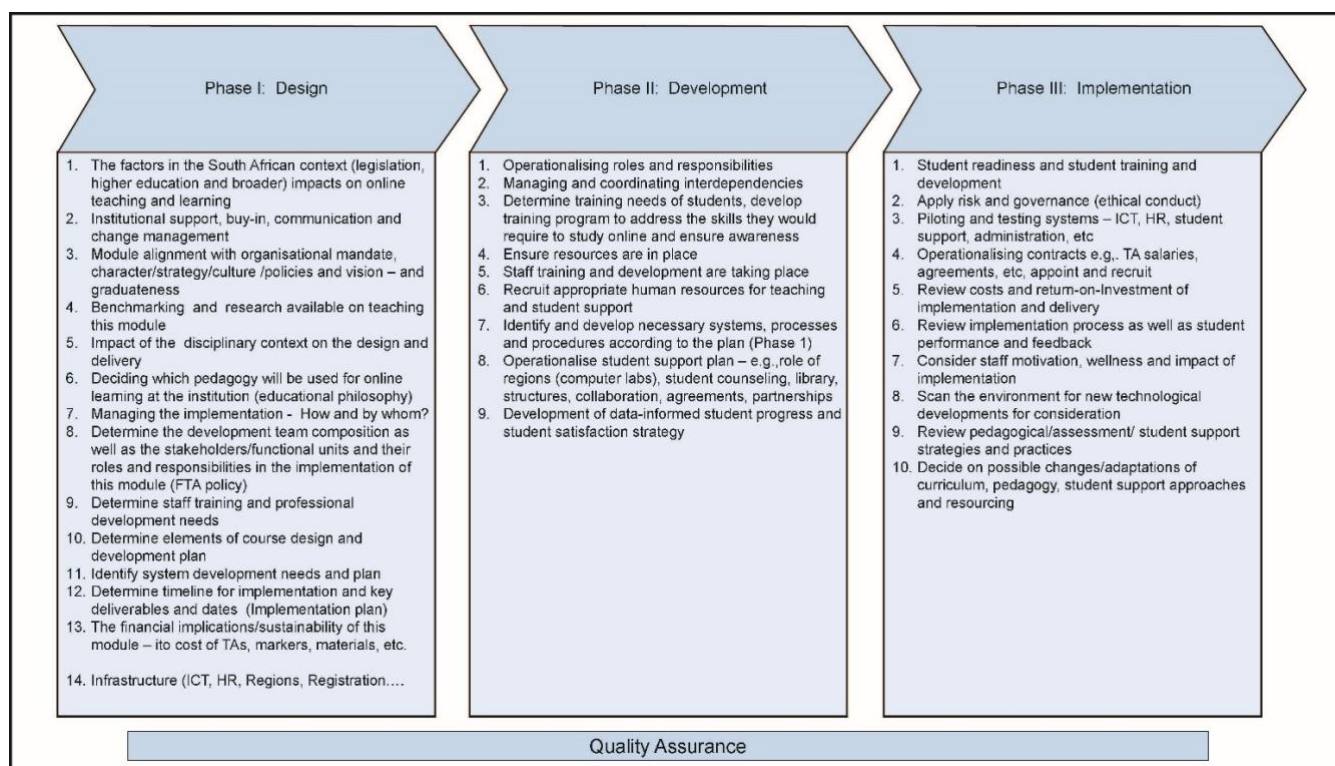 Phase I: Design
1. The factors in the South African context (legislation,
higher education and broader) impacts on online
teaching and learning
2. Institutional support, buy-in, communication and
change management
3. Module alignment with organisational mandate,
character/strategy/culture /policies and vision – and
graduateness
4. Benchmarking and research available on teaching
this module
5. Impact of the disciplinary context on the design and
delivery
6. Deciding which pedagogy will be used for online
learning at the institution (educational philosophy)
7. Managing the implementation - How and by whom?
8. Determine the development team composition as
well as the stakeholders/functional units and their
roles and responsibilities in the implementation of
this module (FTA policy)
9. Determine staff training and professional
development needs
10. Determine elements of course design and
development plan
11. Identify system development needs and plan
12. Determine timeline for implementation and key
deliverables and dates (Implementation plan)
13. The financial implications/sustainability of this
module – ito cost of TAs, markers, materials, etc.
14. Infrastructure (ICT, HR, Regions, Registration….
Phase II: Development
1. Operationalising roles and responsibilities
2. Managing and coordinating interdependencies
3. Determine training needs of students, develop
training program to address the skills they would
require to study online and ensure awareness
4. Ensure resources are in place
5. Staff training and development are taking place
6. Recruit appropriate human resources for teaching
and student support
7. Identify and develop necessary systems, processes
and procedures according to the plan (Phase 1)
8. Operationalise student support plan – e.g.,role of
regions (computer labs), student counseling, library,
structures, collaboration, agreements, partnerships
9. Development of data-informed student progress and
student satisfaction strategy
Phase III: Implementation
1. Student readiness and student training and
development
2. Apply risk and governance (ethical conduct)
3. Piloting and testing systems – ICT, HR, student
support, administration, etc
4. Operationalising contracts e.g,. TA salaries,
agreements, etc, appoint and recruit
5. Review costs and return-on-Investment of
implementation and delivery
6. Review implementation process as well as student
performance and feedback
7. Consider staff motivation, wellness and impact of
implementation
8. Scan the environment for new technological
developments for consideration
9. Review pedagogical/assessment/ student support
strategies and practices
10. Decide on possible changes/adaptations of
curriculum, pedagogy, student support approaches
and resourcing
Quality Assurance